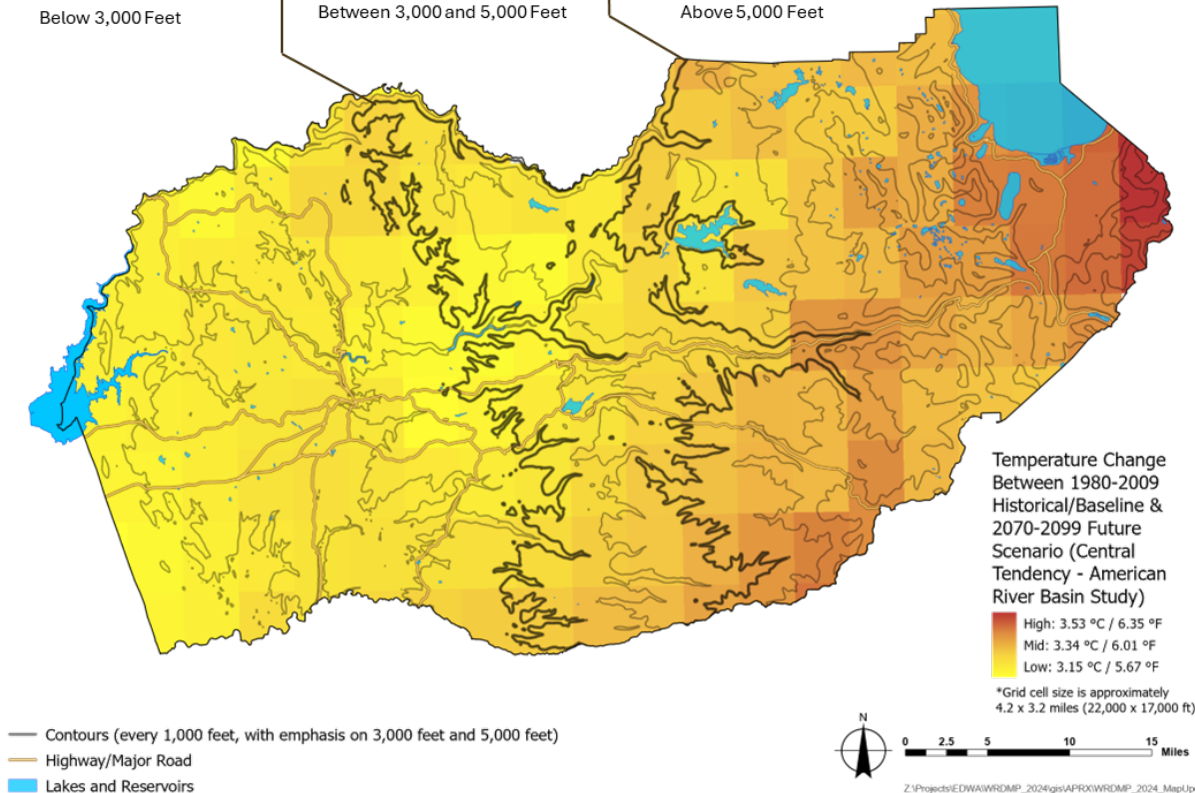 Below 3,000 Feet
Between 3,000 and 5,000 Feet
Above 5,000 Feet
Temperature Change
Between 1980-2009
Historical/Baseline &
2070-2099 Future
Scenario (Central
Tendency - American
River Basin Study)
High: 3.53 °C / 6.35 °F
Mid: 3.34 °C / 6.01 °F
Low: 3.15 °C / 5.67 °F
*Grid cell size is approximately
4.2 x 3.2 miles (22,000 x 17,000 ft)
Contours (every 1,000 feet, with emphasis on 3,000 feet and 5,000 feet)
Highway/Major Road
Lakes and Reservoirs
N
0 2.5 5 10 15 Miles
Z:\Projects\EDWA\WRDMP_2024\gis\APRX\WRDMP_2024_MapUp